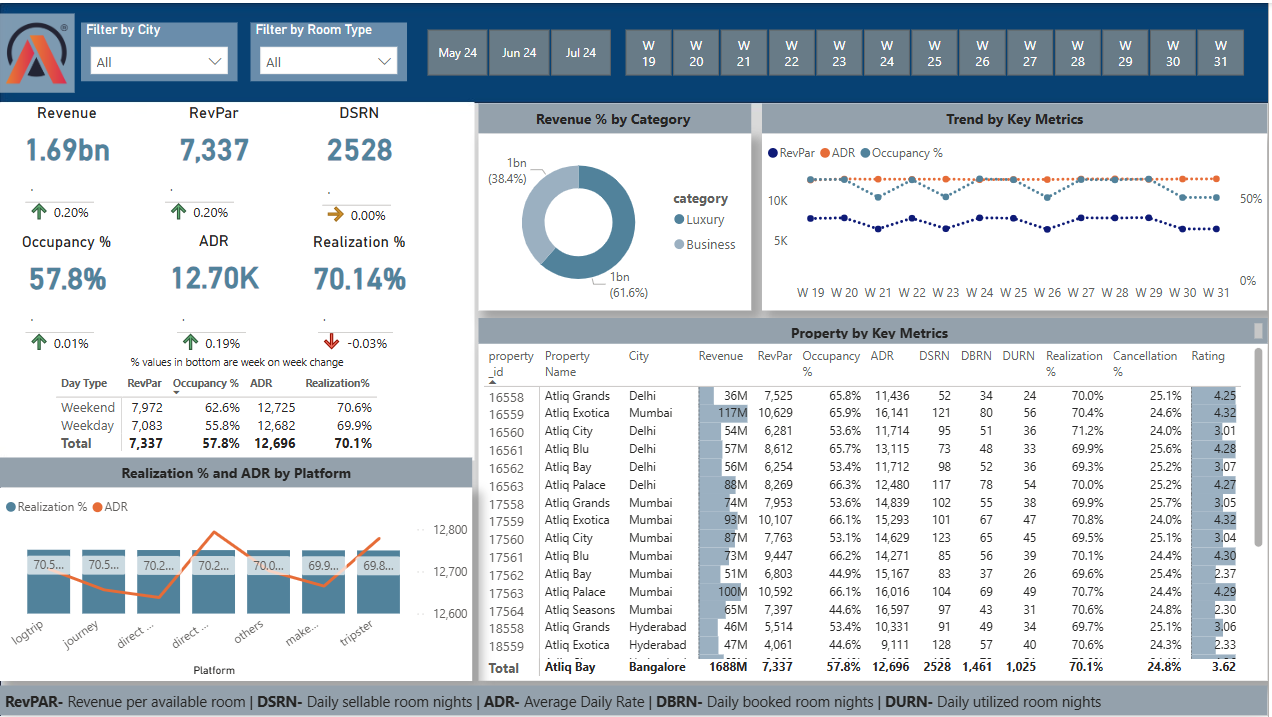 Filter by City
All
Filter by Room Type
All
May 24 Jun 24 Jul 24
W 19 W 20 W 21 W 22 W 23 W 24 W 25 W 26 W 27 W 28 W 29 W 30 W 31
Revenue RevPar DSRN
1.69bn 7,337 2528
0.20% 0.20% 0.00%
Occupancy % ADR Realization %
57.8% 12.70K 70.14%
0.01% 0.19% -0.03%
% values in bottom are week on week change
Day Type RevPar Occupancy % ADR Realization%
Weekend 7,972 62.6% 12,725 70.6%
Weekday 7,083 55.8% 12,682 69.9%
Total 7,337 57.8% 12,696 70.1%
Realization % and ADR by Platform
Realization % ADR
12,800
12,700
12,600
70.5... 70.5... 70.2... 70.2... 70.0... 69.9... 69.8...
logtrip journey direct ... direct ... others make... tripster
Platform
Revenue % by Category
1bn
(38.4%)
1bn
(61.6%)
category
Luxury
Business
Trend by Key Metrics
RevPar ADR Occupancy %
10K
5K
50%
0%
W 19 W 20 W 21 W 22 W 23 W 24 W 25 W 26 W 27 W 28 W 29 W 30 W 31
Property by Key Metrics
property _id Property Name City Revenue RevPar Occupancy % ADR DSRN DBRN DURN Realization % Cancellation % Rating
16558 Atliq Grands Delhi 36M 7,525 65.8% 11,436 52 34 24 70.0% 25.1% 4.25
16559 Atliq Exotica Mumbai 117M 10,629 65.9% 16,141 121 80 56 70.4% 24.6% 4.32
16560 Atliq City Delhi 54M 6,281 53.6% 11,714 95 51 36 71.2% 24.0% 3.01
16561 Atliq Blu Delhi 57M 8,612 65.7% 13,115 73 48 33 69.9% 25.6% 4.28
16562 Atliq Bay Delhi 56M 6,254 53.4% 11,712 98 52 36 69.3% 25.2% 3.07
16563 Atliq Palace Delhi 88M 8,269 66.3% 12,480 117 78 54 70.0% 25.2% 4.27
17558 Atliq Grands Mumbai 74M 7,953 53.6% 14,839 102 55 38 69.9% 25.7% 3.05
17559 Atliq Exotica Mumbai 93M 10,107 66.1% 15,293 101 67 47 70.8% 24.0% 4.32
17560 Atliq City Mumbai 87M 7,763 53.1% 14,629 123 65 45 69.5% 25.1% 3.04
17561 Atliq Blu Mumbai 73M 9,447 66.2% 14,271 85 56 39 70.1% 24.4% 4.30
17562 Atliq Bay Mumbai 51M 6,803 44.9% 15,167 83 37 26 69.6% 25.4% 2.37
17563 Atliq Palace Mumbai 100M 10,592 66.1% 16,016 104 69 49 70.7% 24.4% 4.29
17564 Atliq Seasons Mumbai 65M 7,397 44.6% 16,597 97 43 31 70.6% 24.8% 2.30
18558 Atliq Grands Hyderabad 46M 5,514 53.4% 10,331 91 49 34 69.7% 25.1% 3.06
18559 Atliq Exotica Hyderabad 47M 4,061 44.6% 9,111 128 57 40 70.6% 24.3% 2.33
Total Atliq Bay Bangalore 1688M 7,337 57.8% 12,696 2528 1,461 1,025 70.1% 24.8% 3.62
RevPAR- Revenue per available room | DSRN- Daily sellable room nights | ADR- Average Daily Rate | DBRN- Daily booked room nights | DURN- Daily utilized room nights